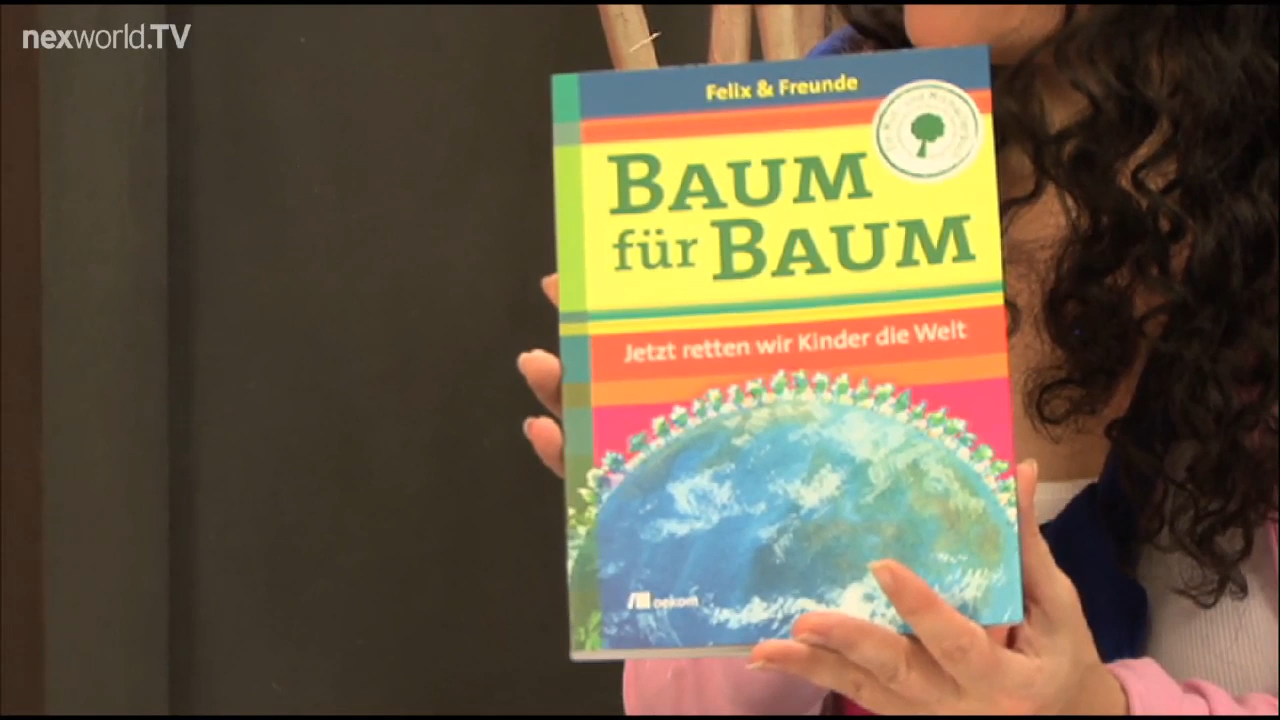 nexworld.TV
Felix & Freunde
BAUM
für BAUM
Jetzt retten wir Kinder die Welt
oekom